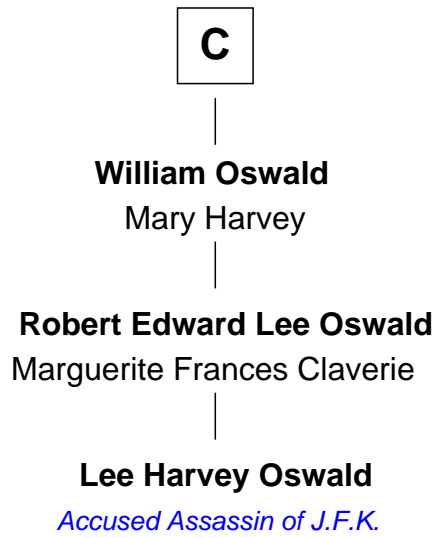 C
William Oswald
Mary Harvey
Robert Edward Lee Oswald
Marguerite Frances Claverie
Lee Harvey Oswald
Accused Assassin of J.F.K.